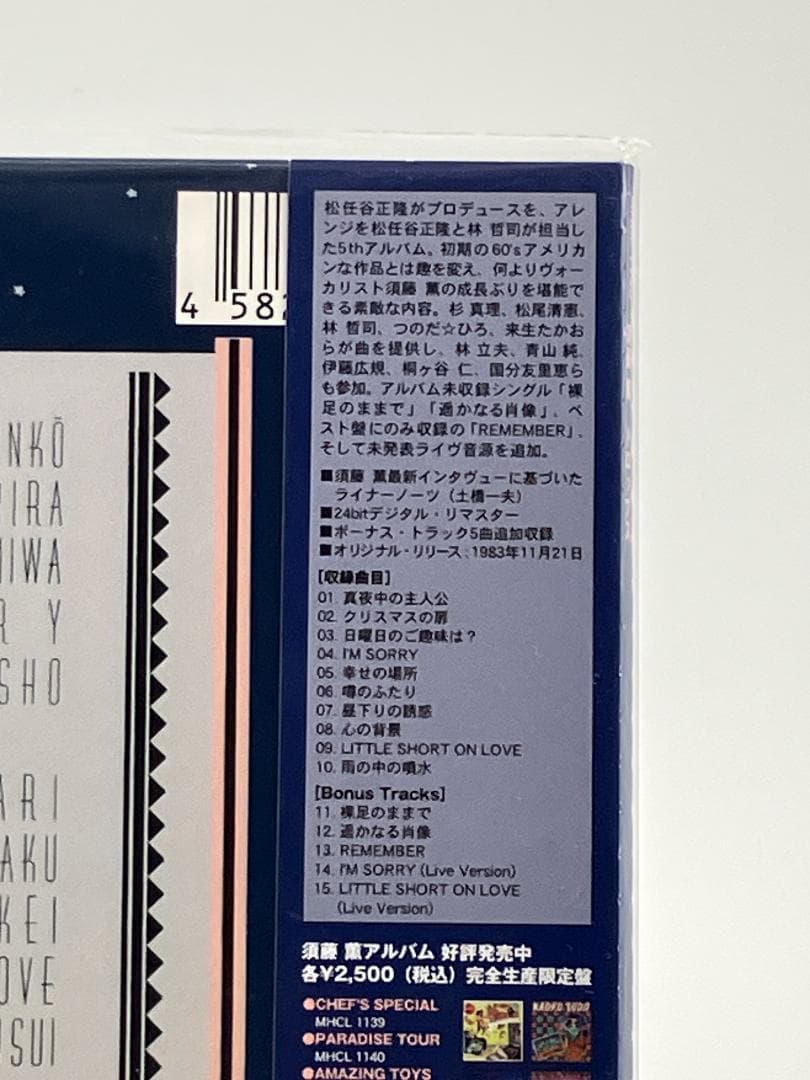 4 582
NKŌ
IRA
IWA
R Y
SHO
ARI
AKU
KEI
OVE
SUI
松任谷正隆がプロデュースを、アレ
ンジを松任谷正隆と林 哲司が担当し
た5thアルバム。初期の60'sアメリカ
ンな作品とは趣を変え、何よりヴォー
カリスト須藤 薫の成長ぶりを堪能で
きる素敵な内容。杉 真理、松尾清憲、
林 哲司、つのだ☆ひろ、来生たかお
らが曲を提供し、林 立夫、青山 純、
伊藤広規、桐ヶ谷 仁、国分友里恵ら
も参加。アルバム未収録シングル「裸
足のままで」「遥かなる肖像」、ベ
スト盤にのみ収録の「REMEMBER」、
そして未発表ライヴ音源を追加。
■須藤 薫最新インタヴューに基づいた
ライナーノーツ（土橋一夫）
■24bitデジタル・リマスター
■ボーナス・トラック5曲追加収録
■オリジナル・リリース：1983年11月21日
［収録曲目］
01. 真夜中の主人公
02. クリスマスの扉
03. 日曜日のご趣味は？
04. I'M SORRY
05. 幸せの場所
06. 噂のふたり
07. 昼下りの誘惑
08. 心の背景
09. LITTLE SHORT ON LOVE
10. 雨の中の噴水
[Bonus Tracks]
11. 裸足のままで
12. 遥かなる肖像
13. REMEMBER
14. I'M SORRY (Live Version)
15. LITTLE SHORT ON LOVE
(Live Version)
須藤 薫アルバム 好評発売中
各¥2,500（税込）完全生産限定盤
●CHEF'S SPECIAL
MHCL 1139
●PARADISE TOUR
MHCL 1140
●AMAZING TOYS